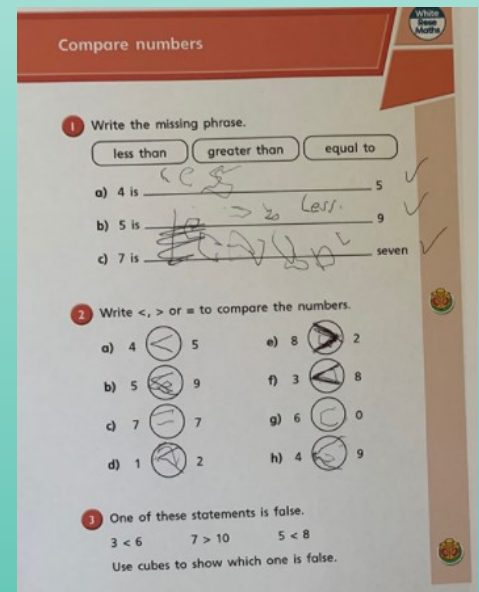 White
Rose
Maths
Compare numbers
1 Write the missing phrase.
less than greater than equal to
a) 4 is 5
b) 5 is Less. 9
c) 7 is seven
2 Write <, > or = to compare the numbers.
a) 4 < 5 e) 8 > 2
b) 5 9 f) 3 < 8
c) 7 = 7 g) 6 0
d) 1 2 h) 4 9
3 One of these statements is false.
3 < 6 7 > 10 5 < 8
Use cubes to show which one is false.